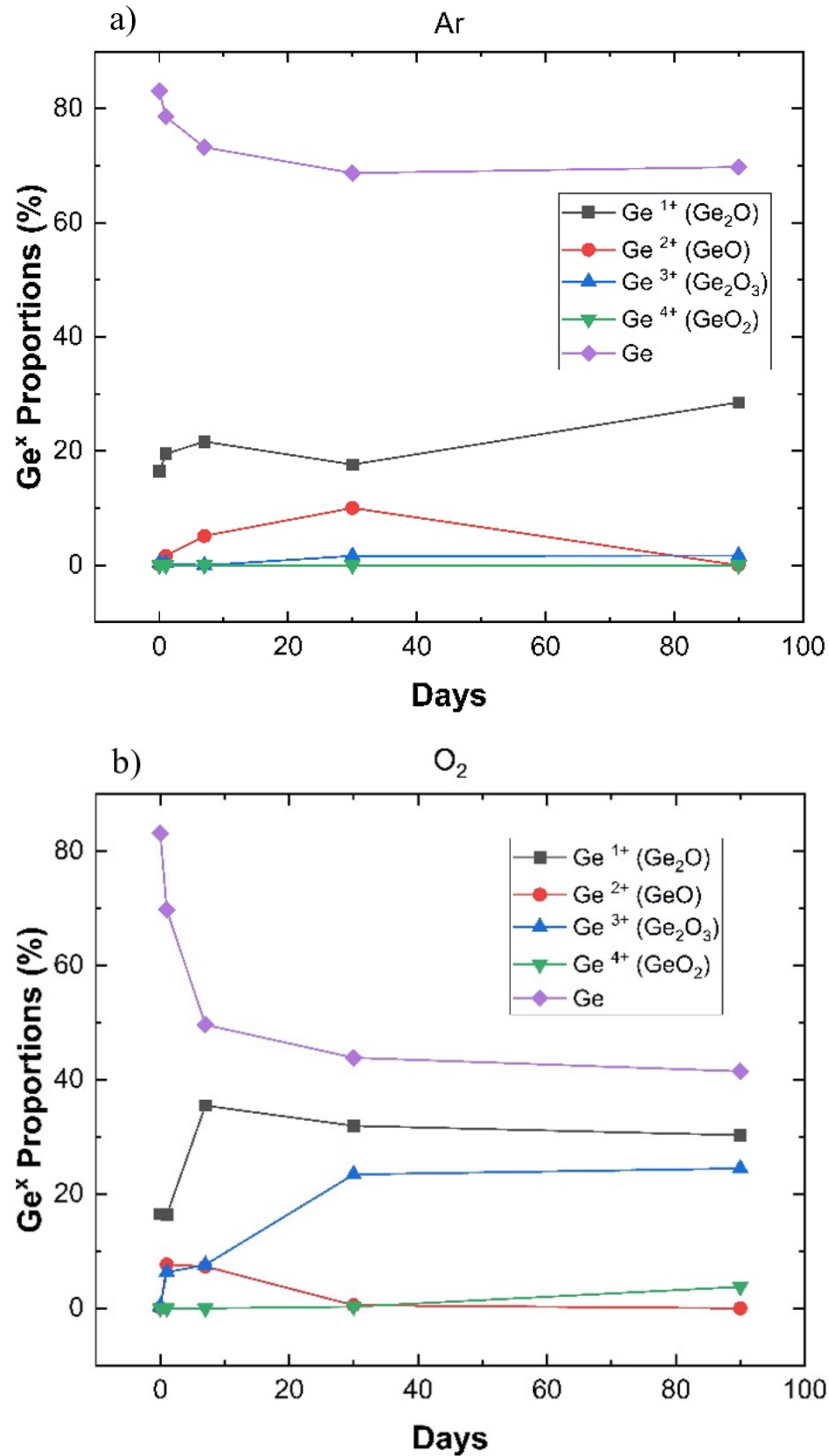 a)
Ar
80
60
40
20
0
Ge^x Proportions (%)
Ge 1+ (Ge₂O)
Ge 2+ (GeO)
Ge 3+ (Ge₂O₃)
Ge 4+ (GeO₂)
Ge
0 20 40 60 80 100
Days
b)
O₂
80
60
40
20
0
Ge^x Proportions (%)
Ge 1+ (Ge₂O)
Ge 2+ (GeO)
Ge 3+ (Ge₂O₃)
Ge 4+ (GeO₂)
Ge
0 20 40 60 80 100
Days